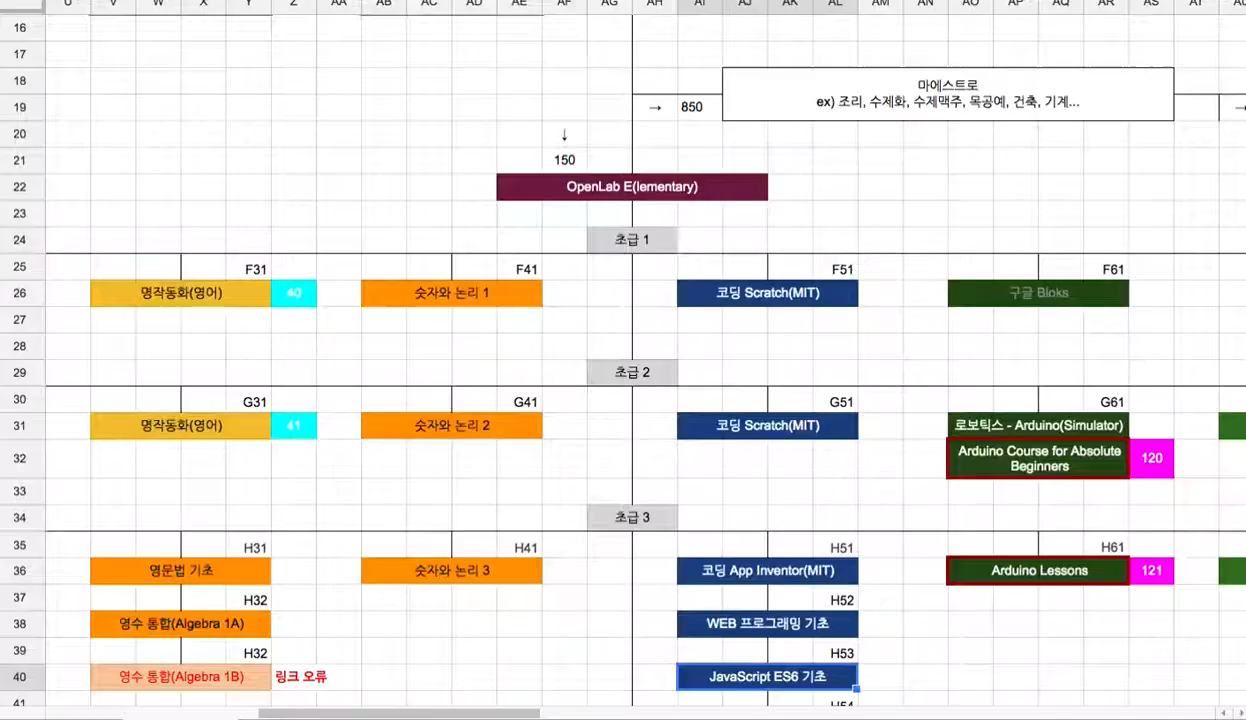 U V W X Y Z AA AB AC AD AE AF AG AH AI AJ AK AL AM AN AO AP AQ AR AS AT
16
17
18
마에스트로
ex) 조리, 수제화, 수제맥주, 목공예, 건축, 기계...
19 → 850 →
20 ↓
21 150
22 OpenLab E(lementary)
23
24 초급 1
25 F31 F41 F51 F61
26 명작동화(영어) 40 숫자와 논리 1 코딩 Scratch(MIT) 구글 Bloks
27
28
29 초급 2
30 G31 G41 G51 G61
31 명작동화(영어) 41 숫자와 논리 2 코딩 Scratch(MIT) 로보틱스 - Arduino(Simulator)
32 Arduino Course for Absolute Beginners 120
33
34 초급 3
35 H31 H41 H51 H61
36 영문법 기초 숫자와 논리 3 코딩 App Inventor(MIT) Arduino Lessons 121
37 H32 H52
38 영수 통합(Algebra 1A) WEB 프로그래밍 기초
39 H32 H53
40 영수 통합(Algebra 1B) 링크 오류 JavaScript ES6 기초
41 H54